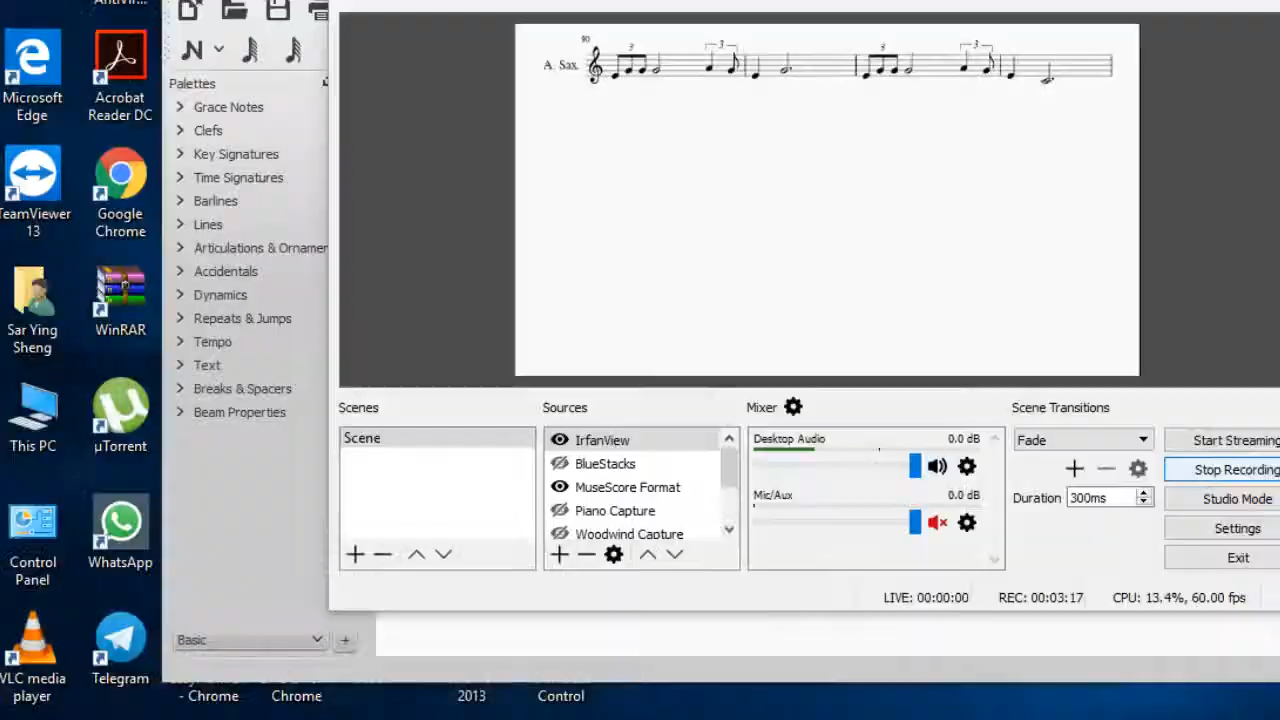 Microsoft
Edge
Acrobat
Reader DC
TeamViewer
13
Google
Chrome
Sar Ying
Sheng
WinRAR
This PC
µTorrent
Control
Panel
WhatsApp
VLC media
player
Telegram
Palettes
Grace Notes
Clefs
Key Signatures
Time Signatures
Barlines
Lines
Articulations & Ornamer
Accidentals
Dynamics
Repeats & Jumps
Tempo
Text
Breaks & Spacers
Beam Properties
Basic
90
A. Sax.
3
3
3
3
Scenes
Scene
Sources
IrfanView
BlueStacks
MuseScore Format
Piano Capture
Woodwind Capture
Mixer
Desktop Audio 0.0 dB
Mic/Aux 0.0 dB
Scene Transitions
Fade
Duration 300ms
Start Streaming
Stop Recording
Studio Mode
Settings
Exit
LIVE: 00:00:00 REC: 00:03:17 CPU: 13.4%, 60.00 fps
- Chrome
Chrome
2013
Control